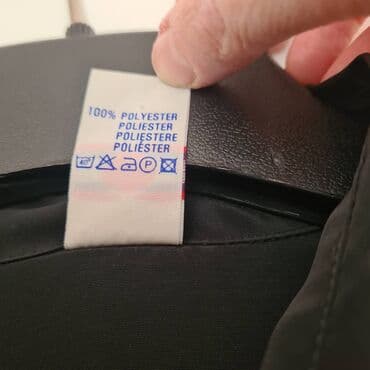 100% POLYESTER
POLIESTER
POLIESTERE
POLIÉSTER
P